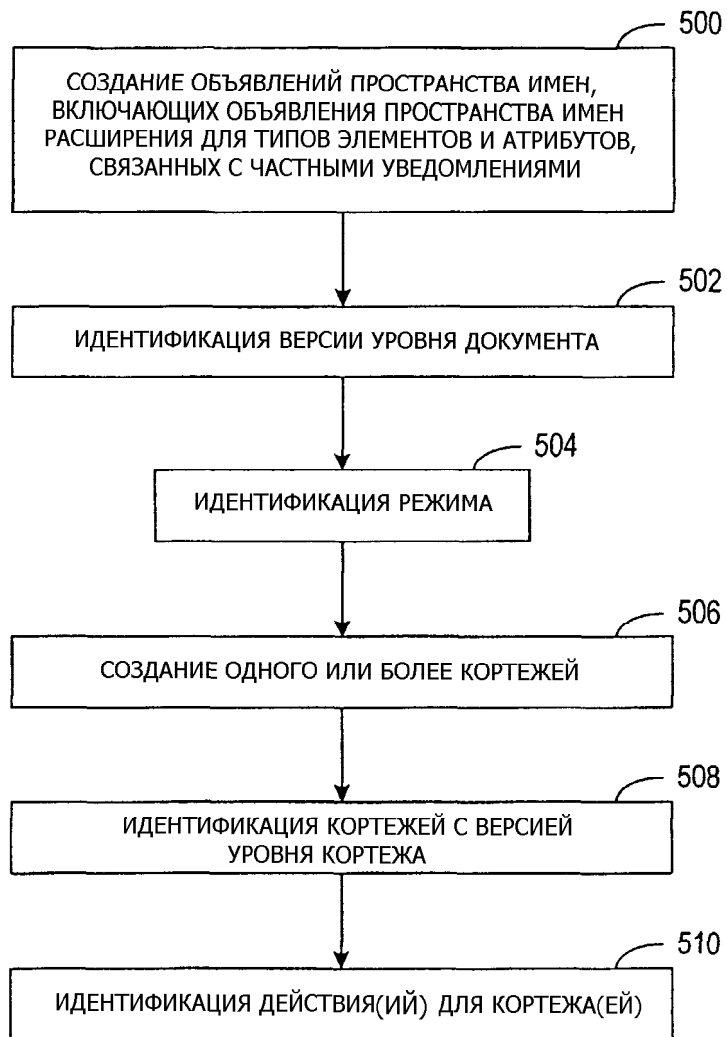 500
СОЗДАНИЕ ОБЪЯВЛЕНИЙ ПРОСТРАНСТВА ИМЕН,
ВКЛЮЧАЮЩИХ ОБЪЯВЛЕНИЯ ПРОСТРАНСТВА ИМЕН
РАСШИРЕНИЯ ДЛЯ ТИПОВ ЭЛЕМЕНТОВ И АТРИБУТОВ,
СВЯЗАННЫХ С ЧАСТНЫМИ УВЕДОМЛЕНИЯМИ
502
ИДЕНТИФИКАЦИЯ ВЕРСИИ УРОВНЯ ДОКУМЕНТА
504
ИДЕНТИФИКАЦИЯ РЕЖИМА
506
СОЗДАНИЕ ОДНОГО ИЛИ БОЛЕЕ КОРТЕЖЕЙ
508
ИДЕНТИФИКАЦИЯ КОРТЕЖЕЙ С ВЕРСИЕЙ
УРОВНЯ КОРТЕЖА
510
ИДЕНТИФИКАЦИЯ ДЕЙСТВИЯ(ИЙ) ДЛЯ КОРТЕЖА(ЕЙ)